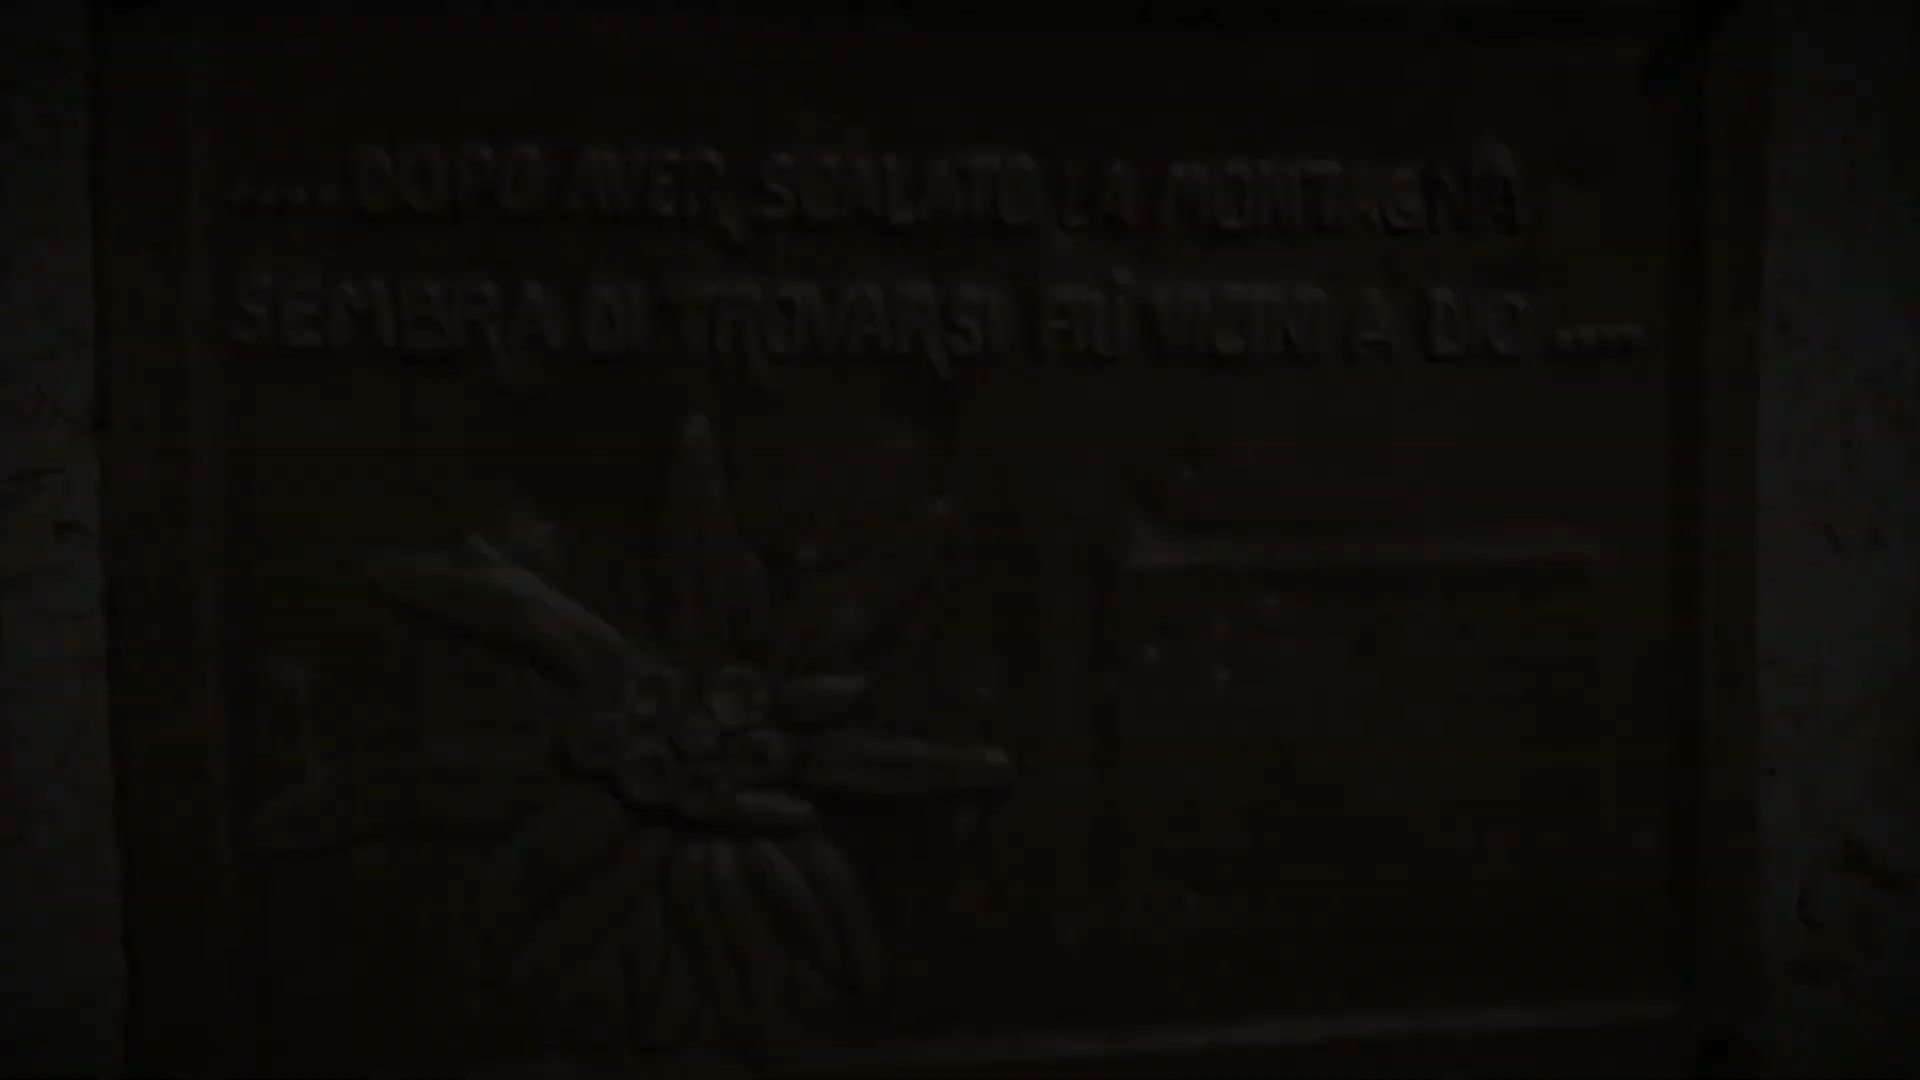 ....DOPO AVER SCALATO LA MONTAGNA
SEMBRA DI TROVARSI PIÙ VICINI A DIO....